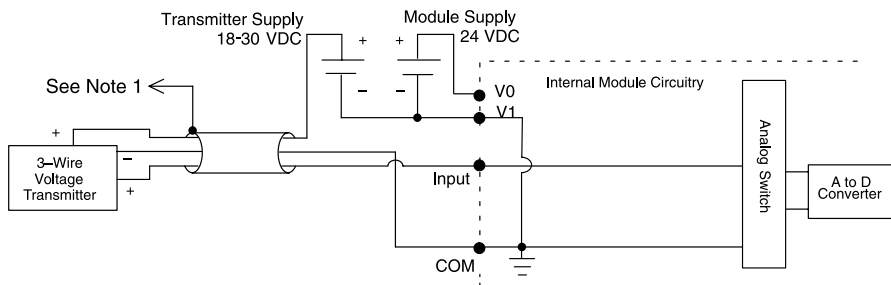 Transmitter Supply
18-30 VDC
Module Supply
24 VDC
+
+
–
–
Internal Module Circuitry
V0
V1
See Note 1
+
–
+
3–Wire
Voltage
Transmitter
Input
COM
Analog Switch
A to D
Converter